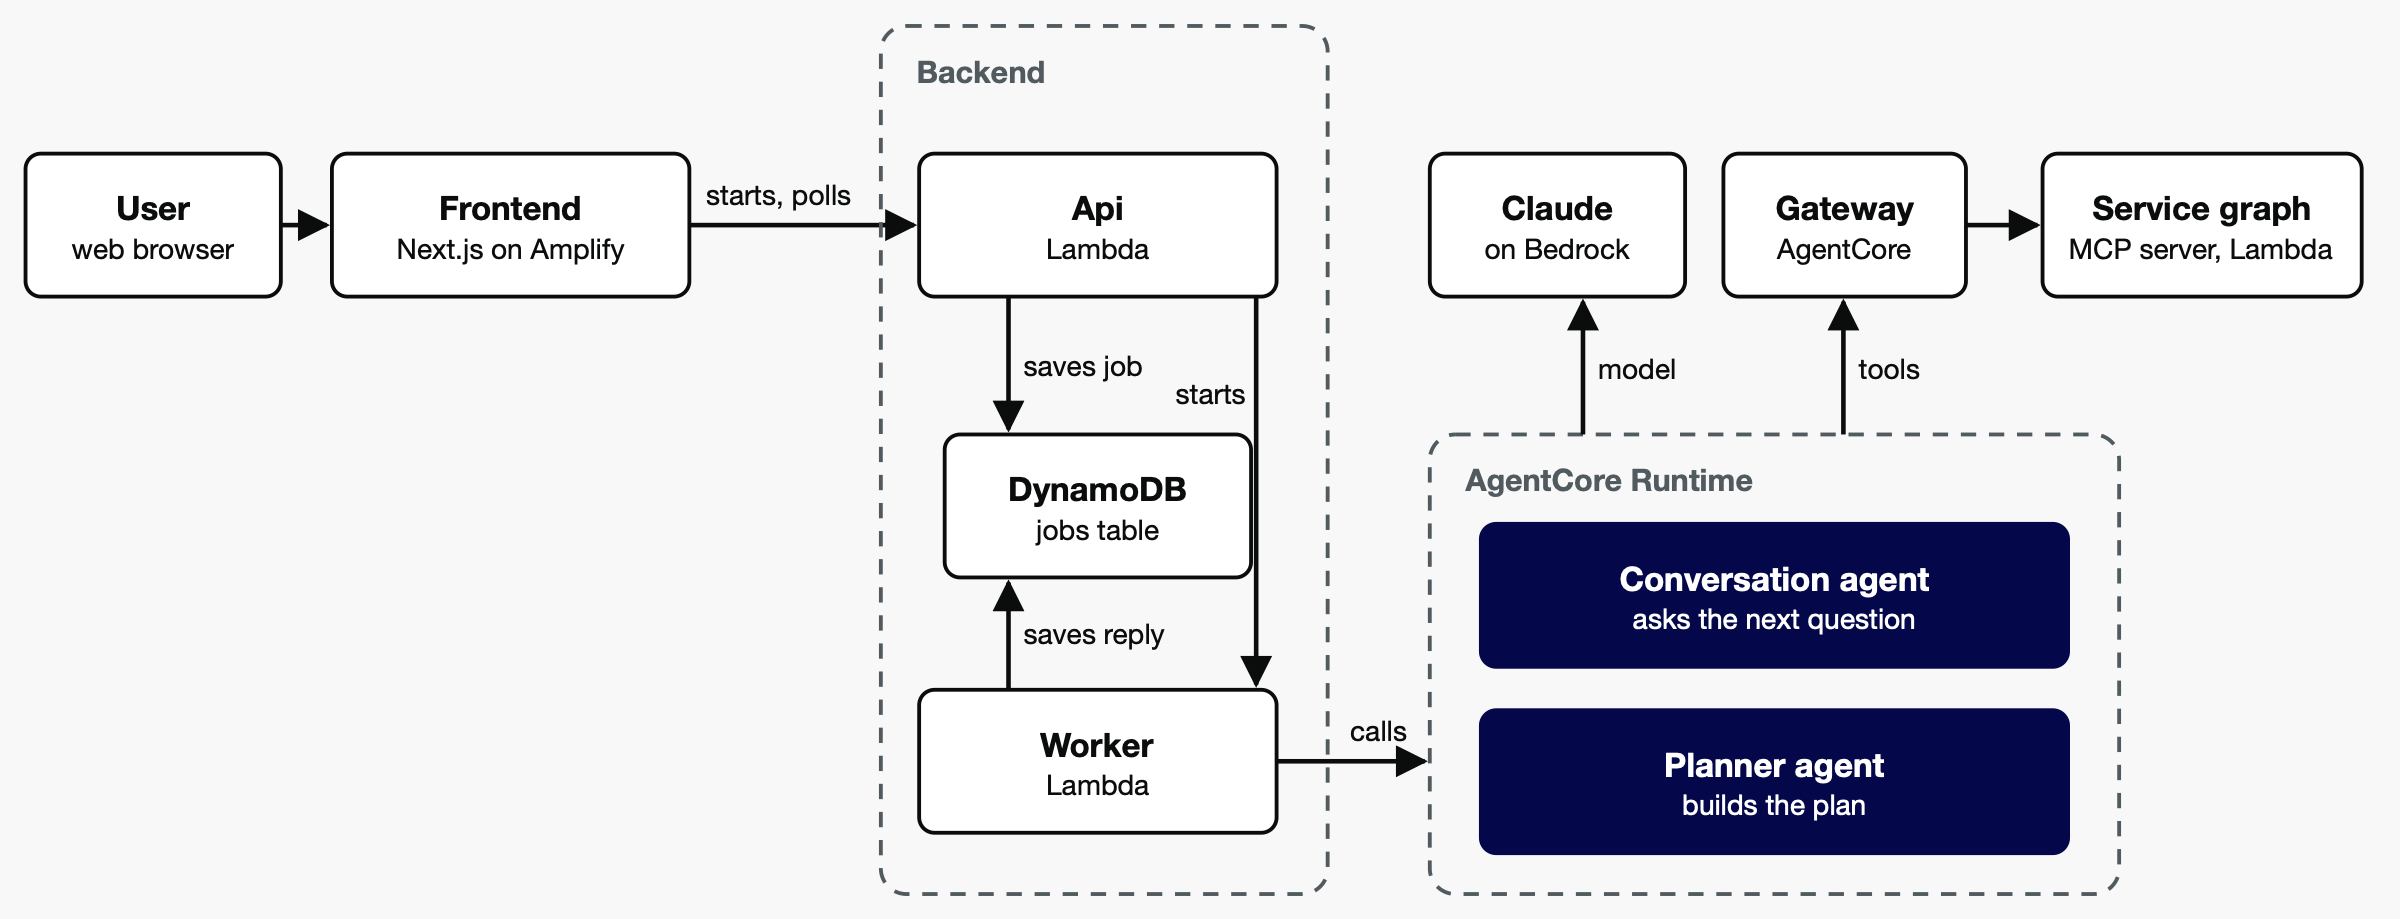 Backend
User
web browser
Frontend
Next.js on Amplify
starts, polls
Api
Lambda
Claude
on Bedrock
Gateway
AgentCore
Service graph
MCP server, Lambda
saves job
starts
model
tools
DynamoDB
jobs table
AgentCore Runtime
Conversation agent
asks the next question
saves reply
Worker
Lambda
calls
Planner agent
builds the plan